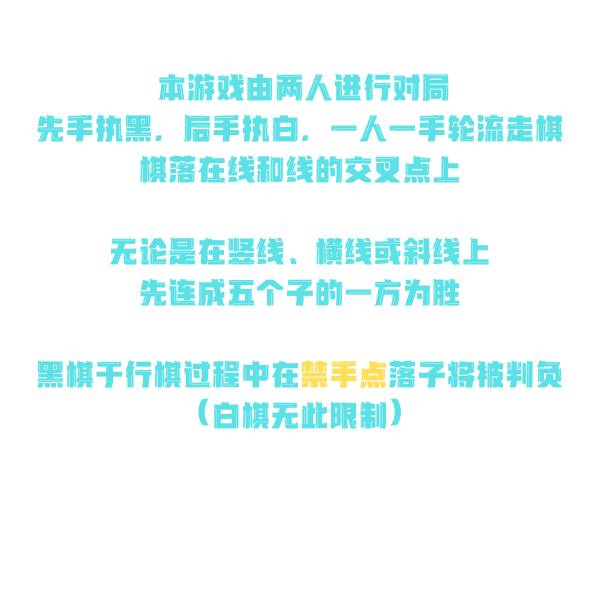 本游戏由两人进行对局
先手执黑，后手执白，一人一手轮流走棋
棋落在线和线的交叉点上
无论是在竖线、横线或斜线上
先连成五个子的一方为胜
黑棋于行棋过程中在禁手点落子将被判负
（白棋无此限制）